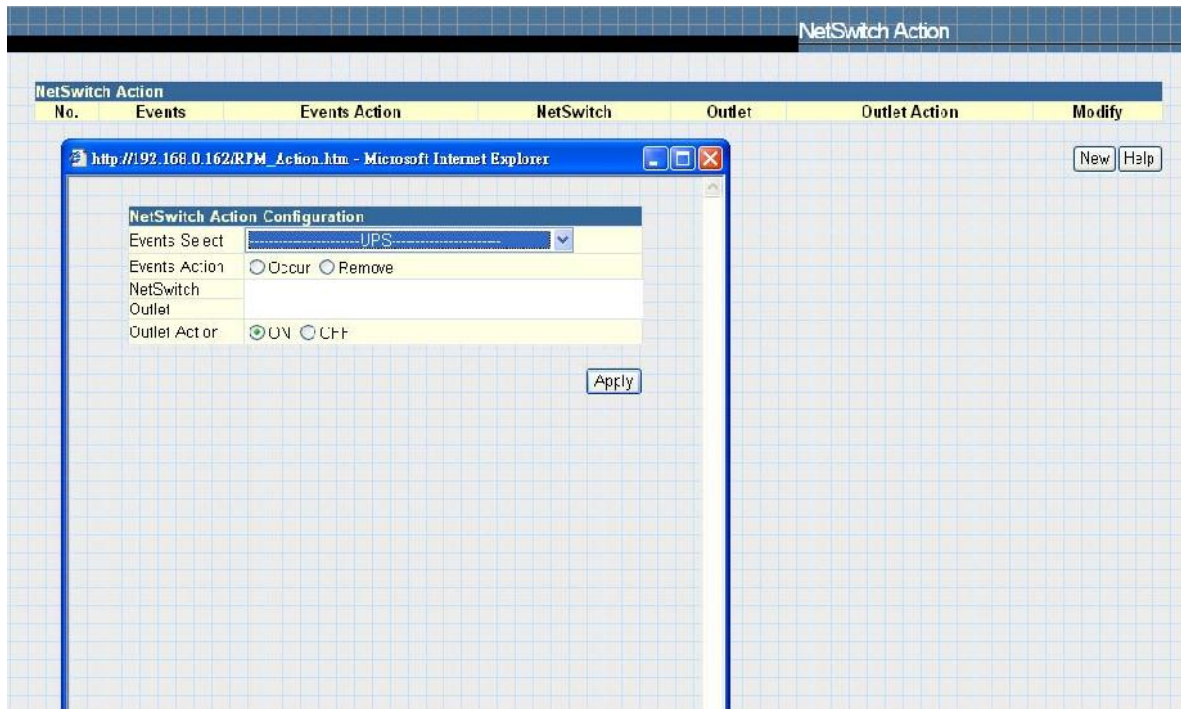 NetSwitch Action
NetSwitch Action
No. Events Events Action NetSwitch Outlet Outlet Action Modify
New Help
http://192.168.0.162/RPM_Action.htm - Microsoft Internet Explorer
NetSwitch Action Configuration
Events Select -----------------------UPS-----------------------
Events Action Occur Remove
NetSwitch
Outlet
Outlet Action ON OFF
Apply